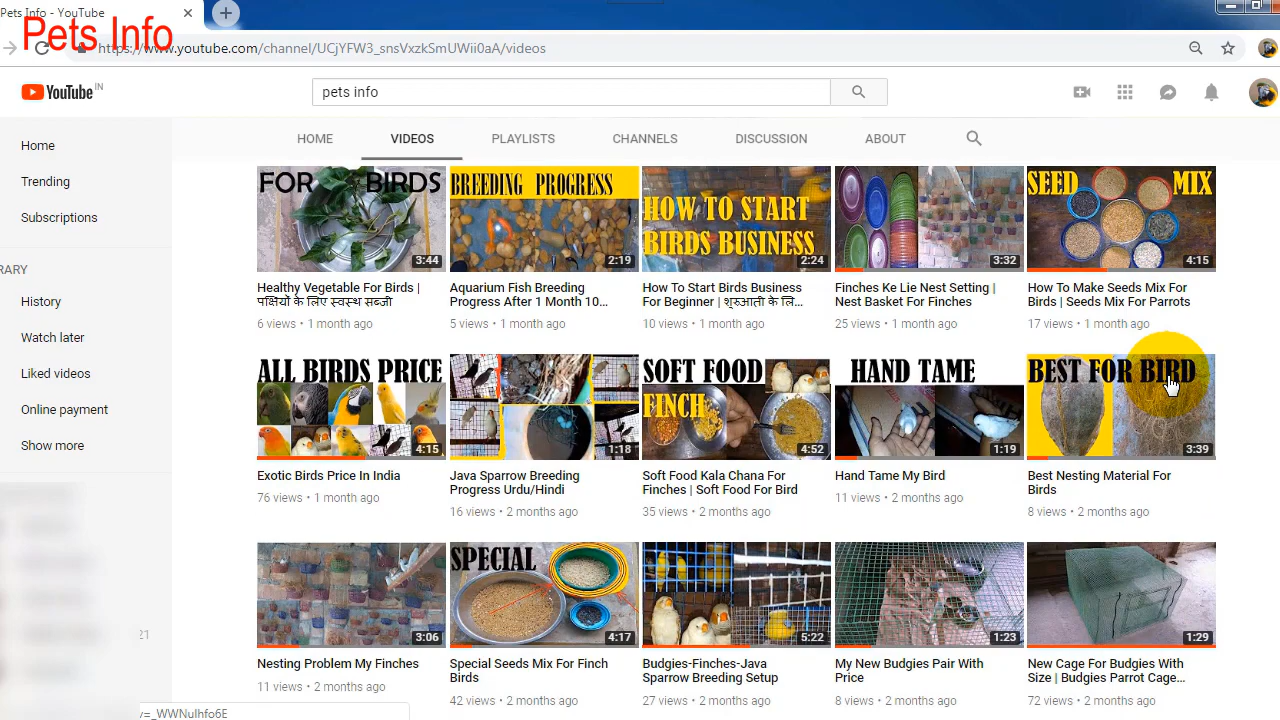 Pets Info - YouTube
Pets Info
https://www.youtube.com/channel/UCjYFW3_snsVxzkSmUWii0aA/videos
YouTube IN
pets info
HOME VIDEOS PLAYLISTS CHANNELS DISCUSSION ABOUT
Home
Trending
Subscriptions
RARY
History
Watch later
Liked videos
Online payment
Show more
21
FOR BIRDS
3:44
BREEDING PROGRESS
2:19
HOW TO START
BIRDS BUSINESS
2:24
3:32
SEED MIX
4:15
Healthy Vegetable For Birds |
पक्षियों के लिए स्वस्थ सब्जी
6 views • 1 month ago
Aquarium Fish Breeding
Progress After 1 Month 10...
5 views • 1 month ago
How To Start Birds Business
For Beginner | शुरुआती के लि...
10 views • 1 month ago
Finches Ke Lie Nest Setting |
Nest Basket For Finches
25 views • 1 month ago
How To Make Seeds Mix For
Birds | Seeds Mix For Parrots
17 views • 1 month ago
ALL BIRDS PRICE
4:15
1:18
SOFT FOOD
FINCH
4:52
HAND TAME
1:19
BEST FOR BIRD
3:39
Exotic Birds Price In India
76 views • 1 month ago
Java Sparrow Breeding
Progress Urdu/Hindi
16 views • 2 months ago
Soft Food Kala Chana For
Finches | Soft Food For Bird
35 views • 2 months ago
Hand Tame My Bird
11 views • 2 months ago
Best Nesting Material For
Birds
8 views • 2 months ago
3:06
SPECIAL
4:17
5:22
1:23
1:29
Nesting Problem My Finches
11 views • 2 months ago
Special Seeds Mix For Finch
Birds
42 views • 2 months ago
Budgies-Finches-Java
Sparrow Breeding Setup
27 views • 2 months ago
My New Budgies Pair With
Price
8 views • 2 months ago
New Cage For Budgies With
Size | Budgies Parrot Cage...
72 views • 2 months ago
v=_WWNuIhfo6E